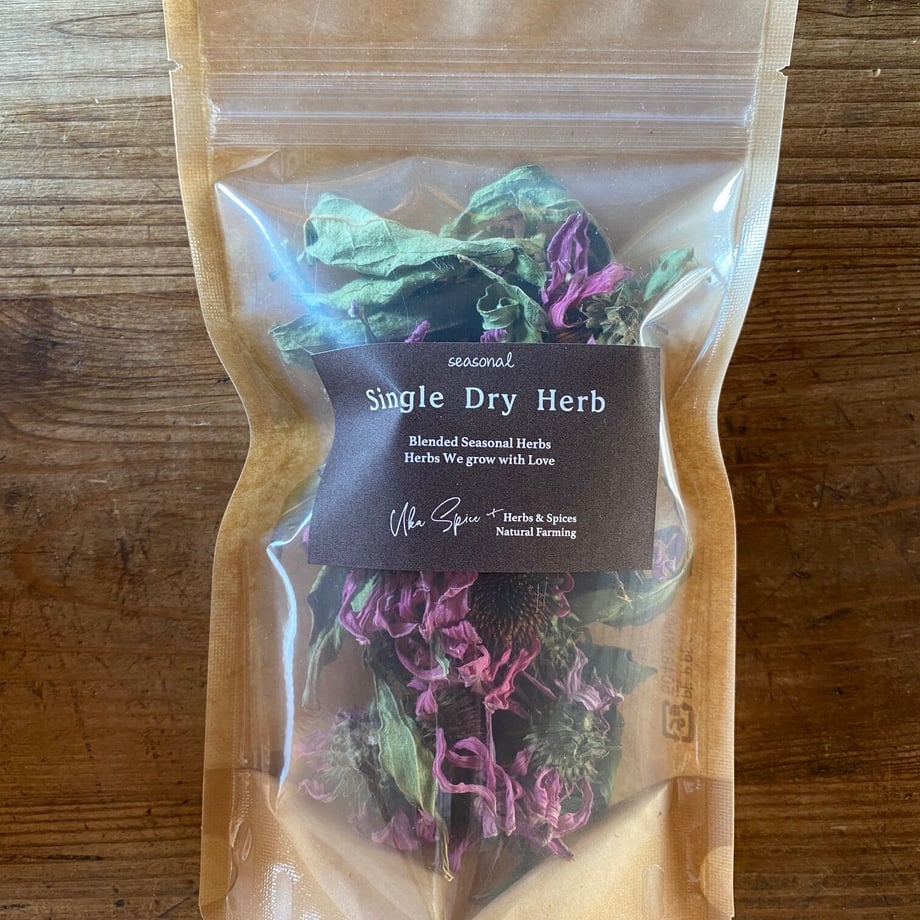 seasonal
Single Dry Herb
Blended Seasonal Herbs
Herbs We grow with Love
Uka Spice + Herbs & Spices
Natural Farming